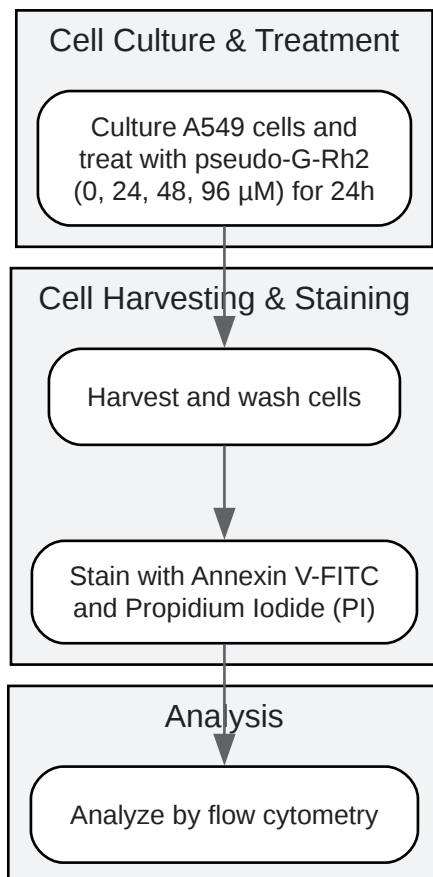 Cell Culture & Treatment
Culture A549 cells and
treat with pseudo-G-Rh2
(0, 24, 48, 96 µM) for 24h
Cell Harvesting & Staining
Harvest and wash cells
Stain with Annexin V-FITC
and Propidium Iodide (PI)
Analysis
Analyze by flow cytometry